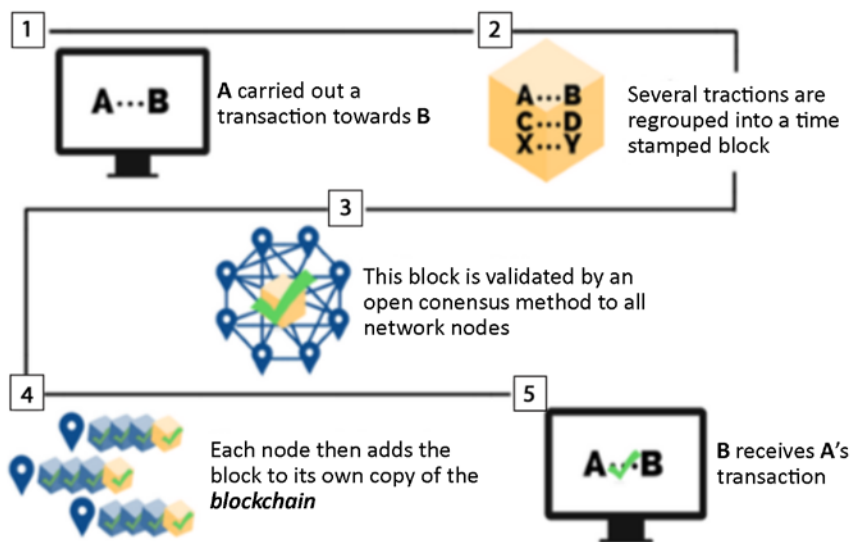 1
A···B
A carried out a
transaction towards B
2
A···B
C···D
X···Y
Several tractions are
regrouped into a time
stamped block
3
This block is validated by an
open conensus method to all
network nodes
4
Each node then adds the
block to its own copy of the
blockchain
5
A B
B receives A's
transaction